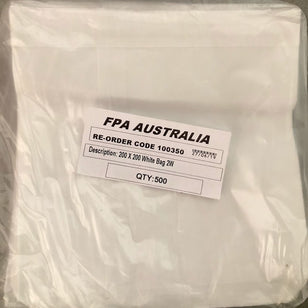 FPA AUSTRALIA
RE-ORDER CODE 100350
Description: 200 X 200 White Bag 2W
QTY:500